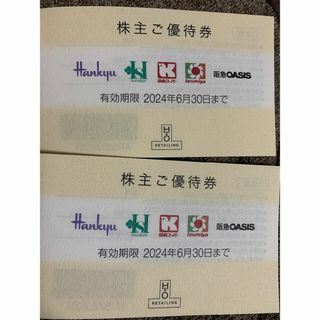 株主ご優待券
Hankyu
阪急OASIS
有効期限 2024年6月30日まで
H2O
RETAILING
株主ご優待券
Hankyu
阪急OASIS
有効期限 2024年6月30日まで
H2O
RETAILING